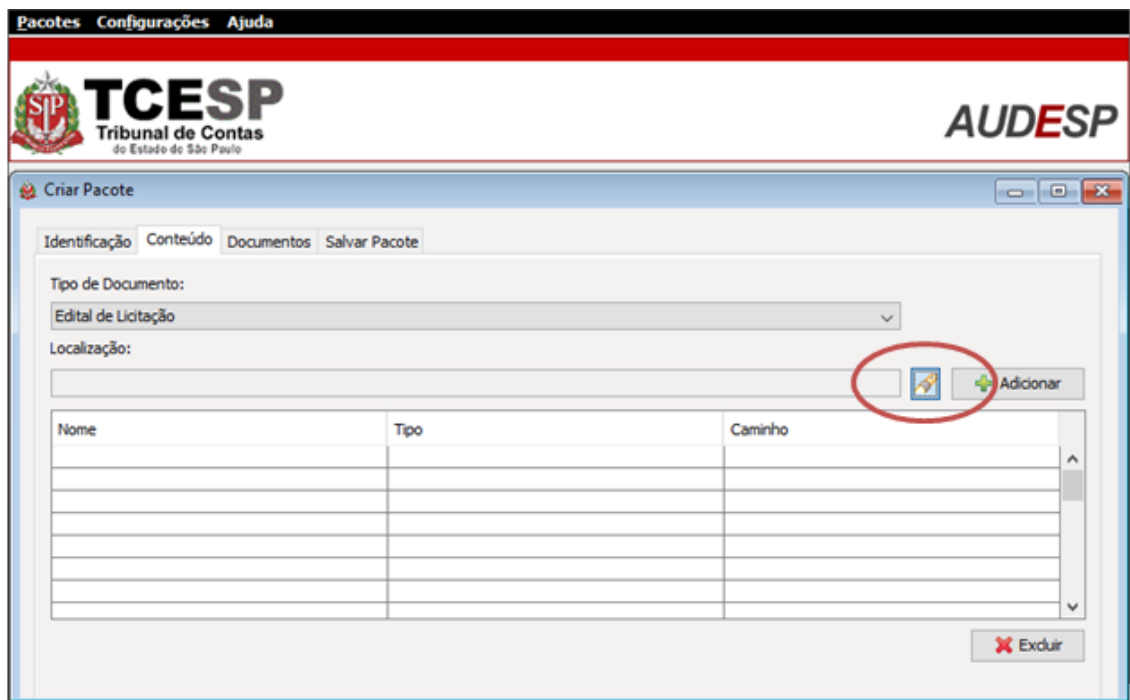 Pacotes Configurações Ajuda
SP
TCESP
Tribunal de Contas
do Estado de São Paulo
AUDESP
Criar Pacote
Identificação Conteúdo Documentos Salvar Pacote
Tipo de Documento:
Edital de Licitação
Localização:
Adicionar
Nome Tipo Caminho
Excluir